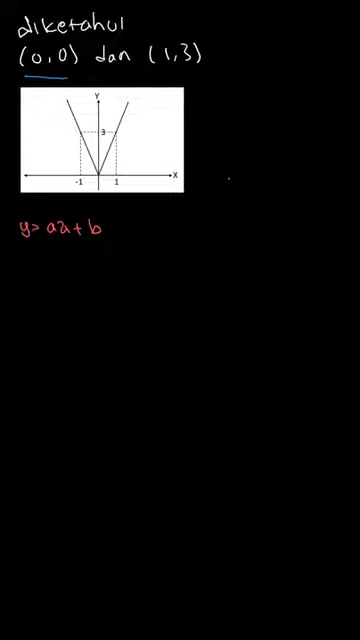 diketahui
(0,0) dan (1,3)
Y
3
X
-1 1
y = ax + b